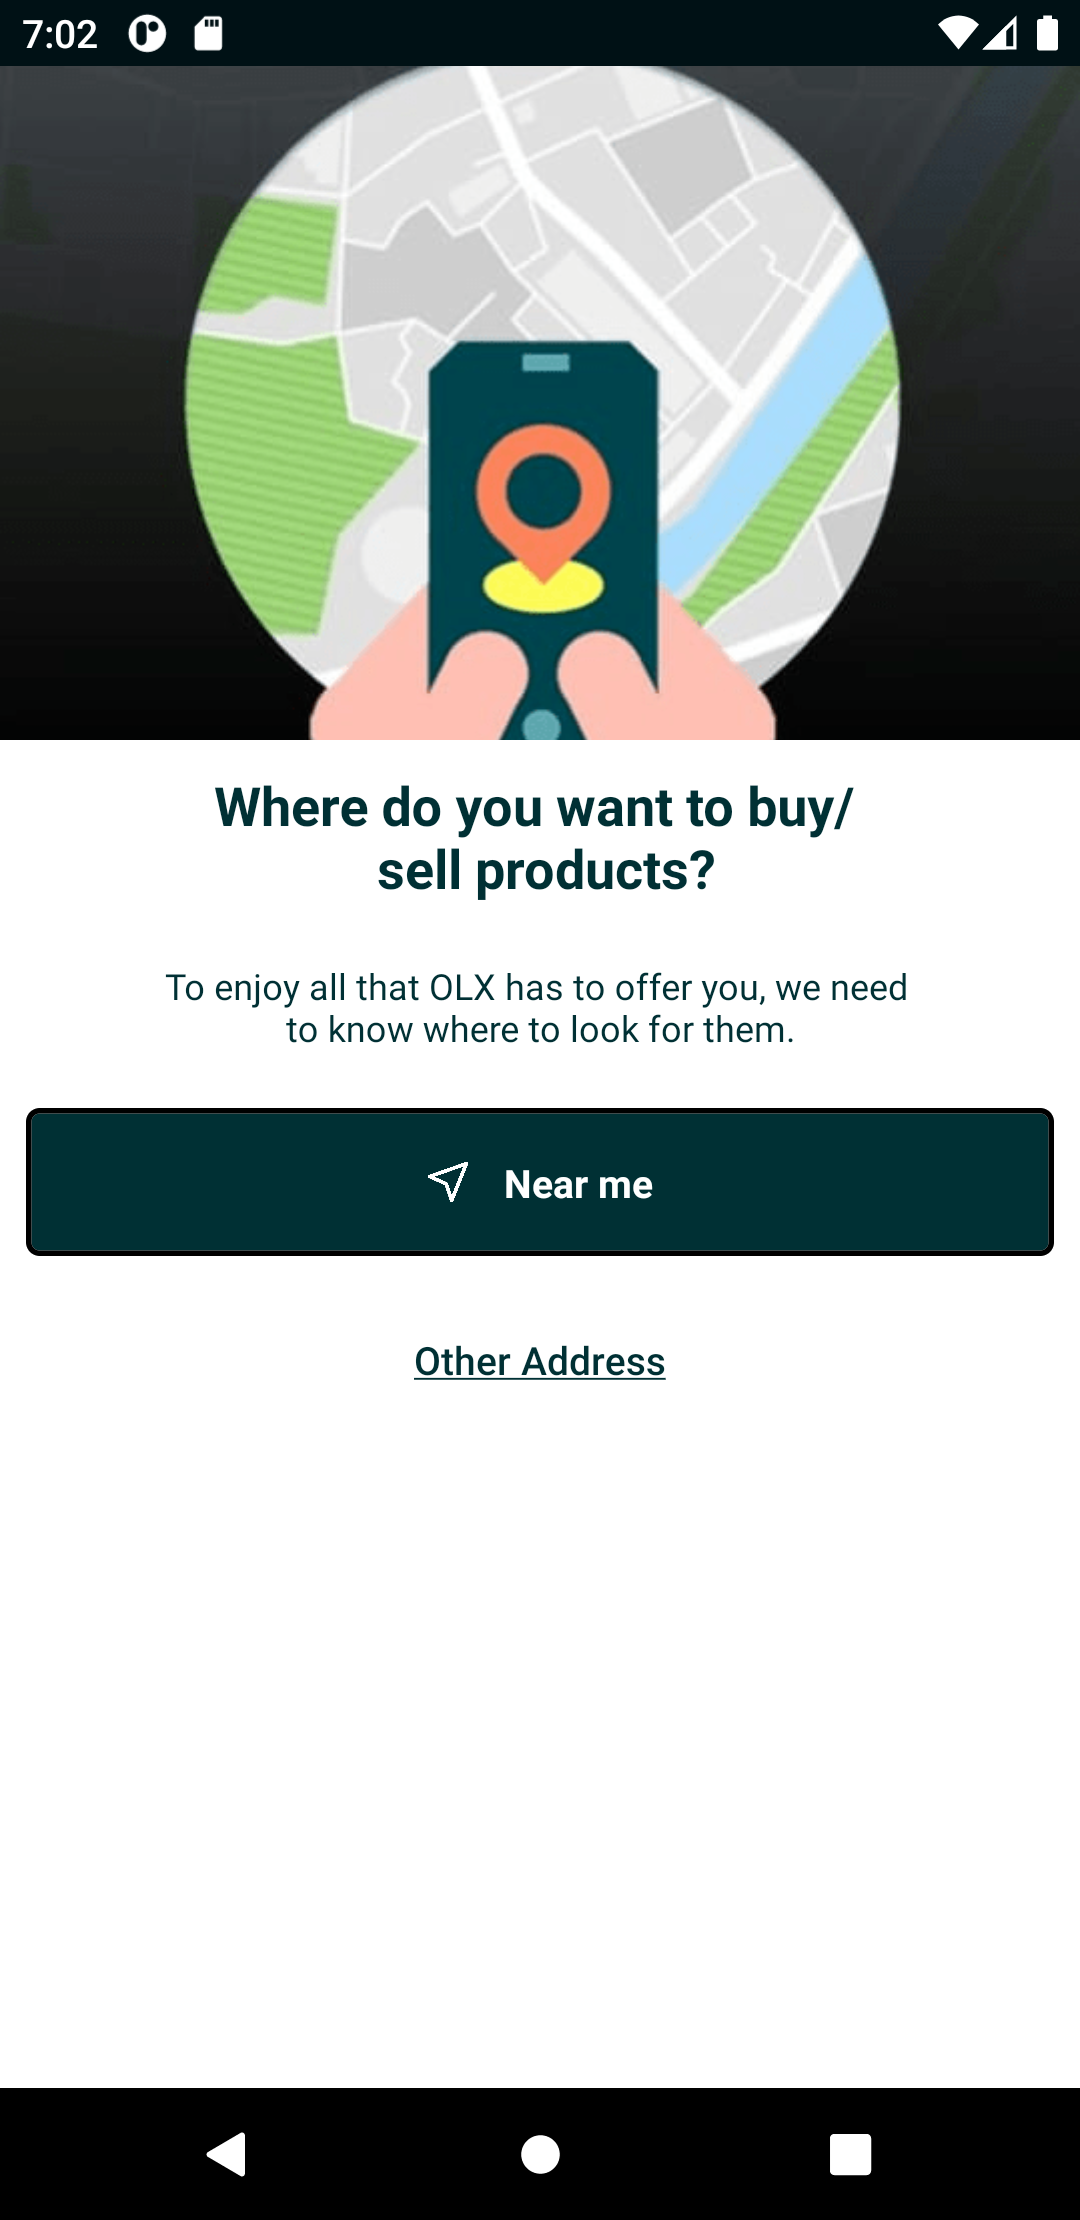 7:02
Where do you want to buy/
sell products?
To enjoy all that OLX has to offer you, we need
to know where to look for them.
Near me
Other Address